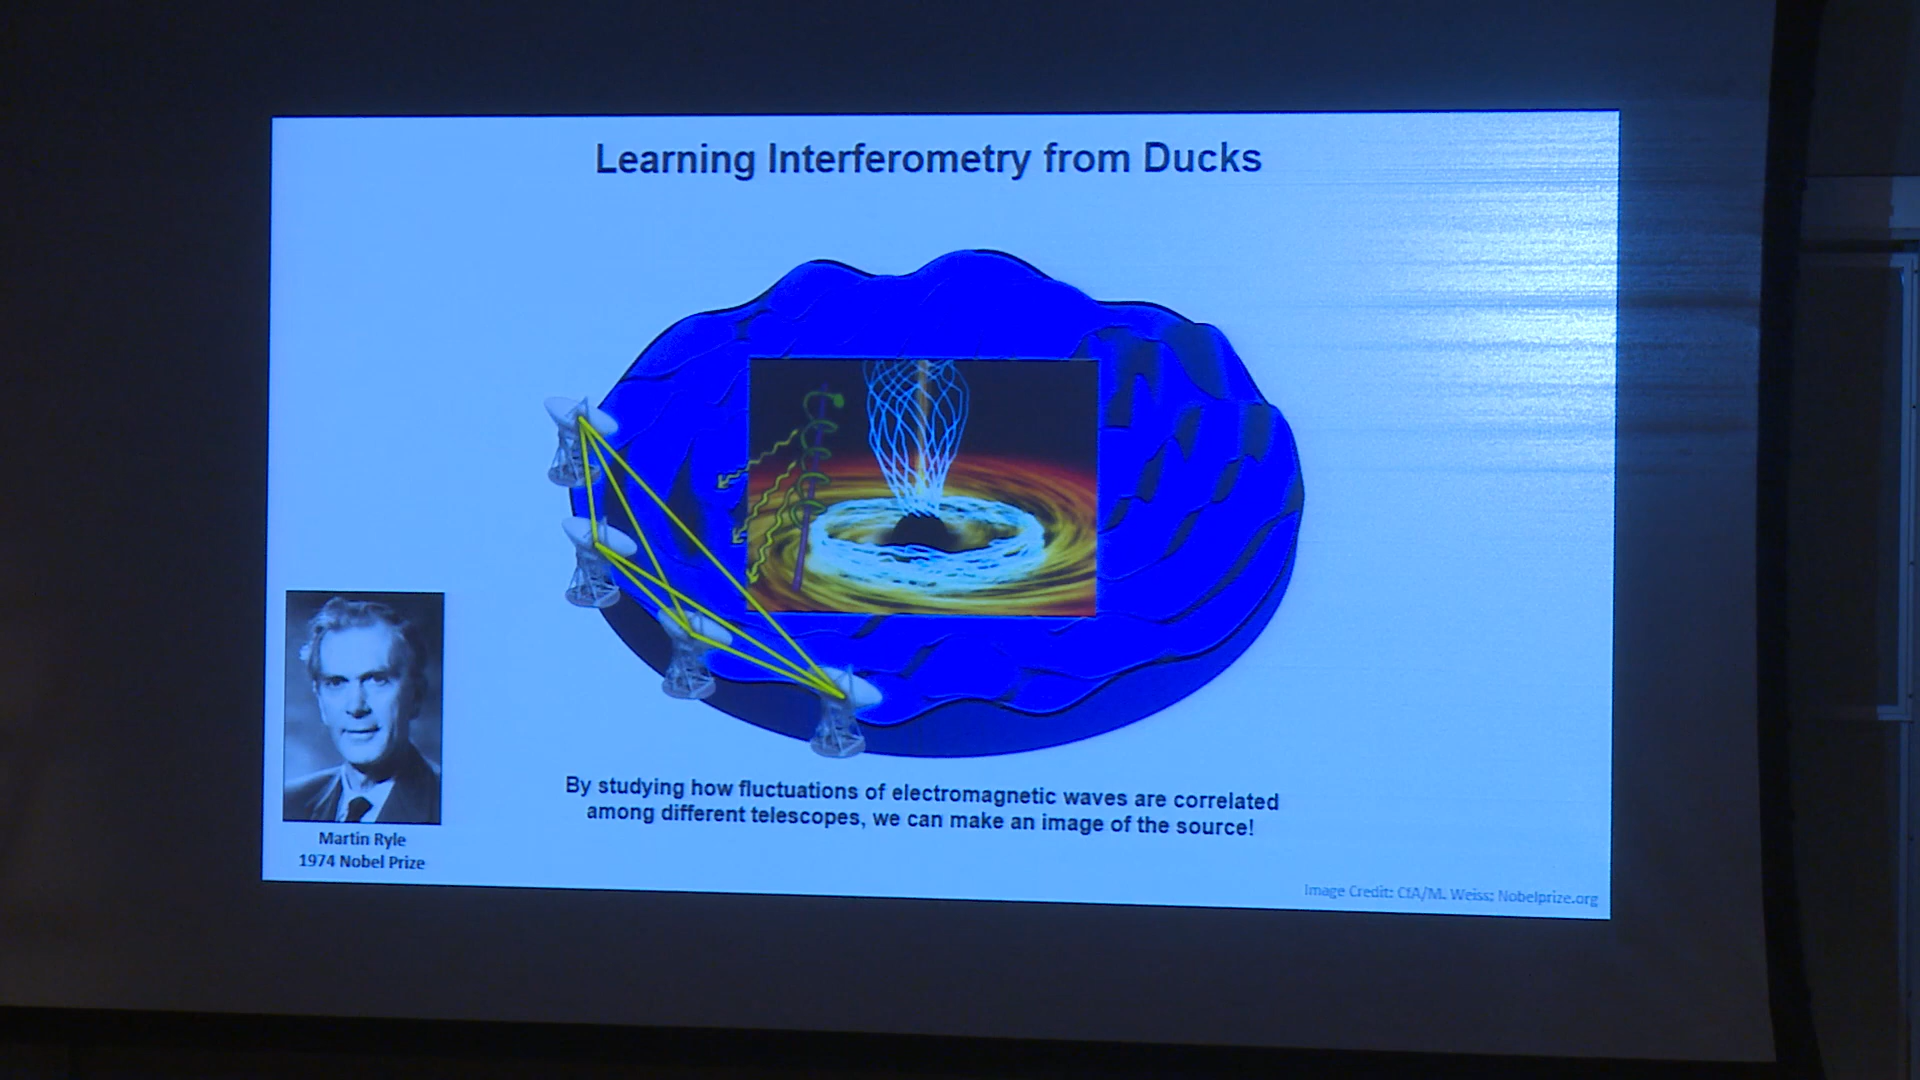 Learning Interferometry from Ducks
By studying how fluctuations of electromagnetic waves are correlated
among different telescopes, we can make an image of the source!
Martin Ryle
1974 Nobel Prize
Image Credit: CfA/M. Weiss; Nobelprize.org